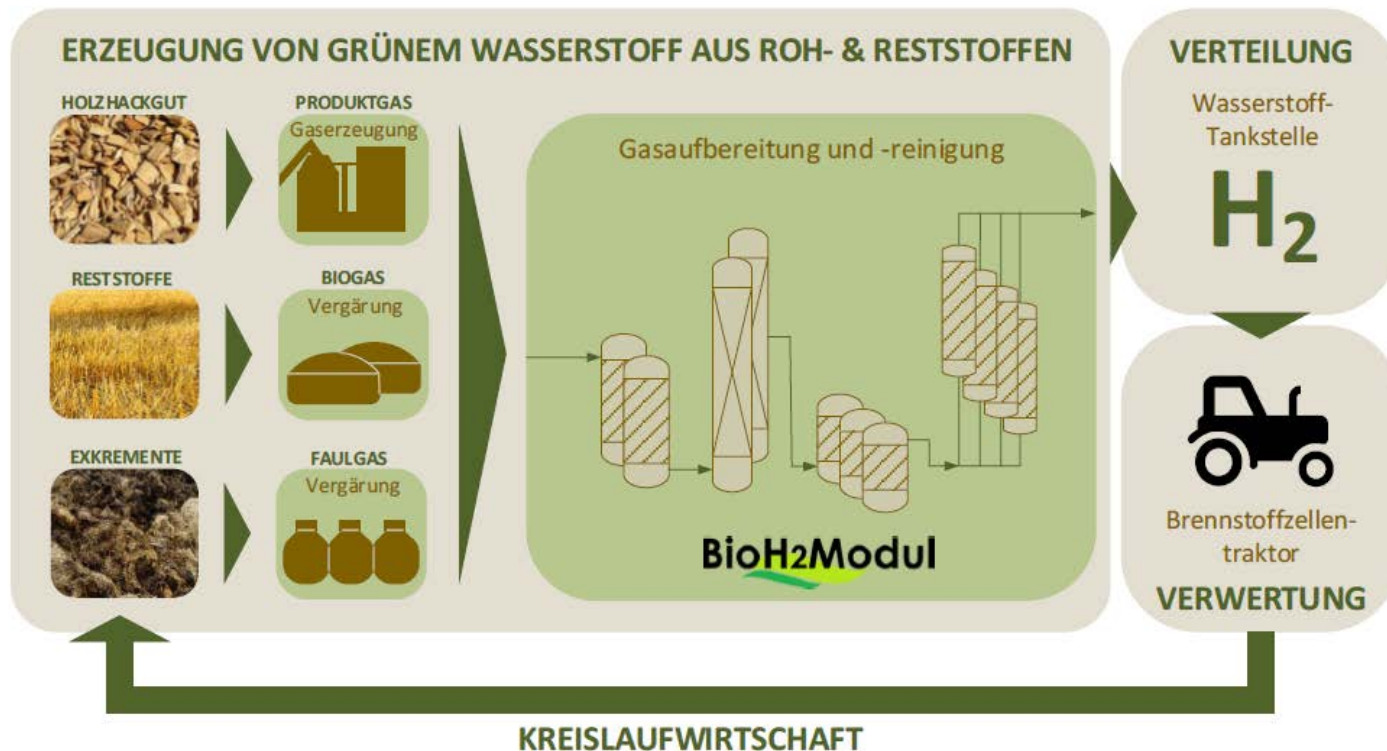 ERZEUGUNG VON GRÜNEM WASSERSTOFF AUS ROH- & RESTSTOFFEN
HOLZHACKGUT
PRODUKTGAS
Gaserzeugung
RESTSTOFFE
BIOGAS
Vergärung
EXKREMENTE
FAULGAS
Vergärung
Gasaufbereitung und -reinigung
BioH2Modul
VERTEILUNG
Wasserstoff-
Tankstelle
H2
Brennstoffzellen-
traktor
VERWERTUNG
KREISLAUFWIRTSCHAFT